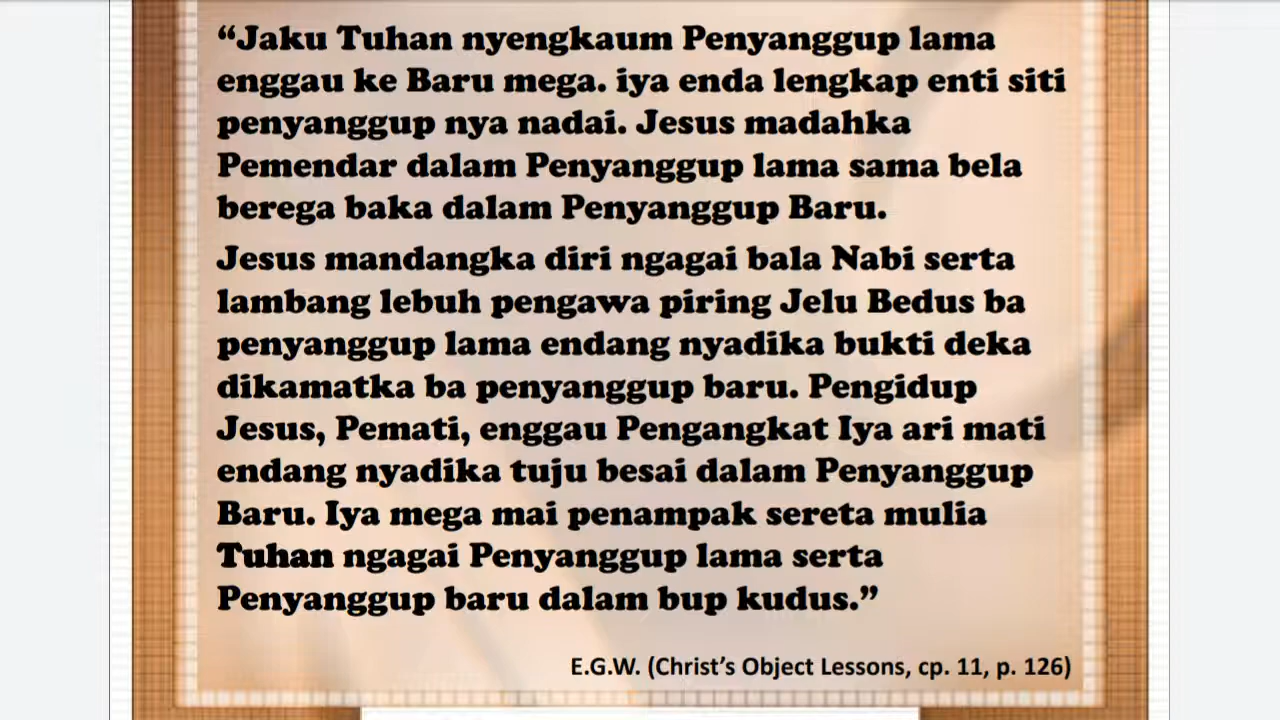 “Jaku Tuhan nyengkaum Penyanggup lama
enggau ke Baru mega. iya enda lengkap enti siti
penyanggup nya nadai. Jesus madahka
Pemendar dalam Penyanggup lama sama bela
berega baka dalam Penyanggup Baru.
Jesus mandangka diri ngagai bala Nabi serta
lambang lebuh pengawa piring Jelu Bedus ba
penyanggup lama endang nyadika bukti deka
dikamatka ba penyanggup baru. Pengidup
Jesus, Pemati, enggau Pengangkat Iya ari mati
endang nyadika tuju besai dalam Penyanggup
Baru. Iya mega mai penampak sereta mulia
Tuhan ngagai Penyanggup lama serta
Penyanggup baru dalam bup kudus.”
E.G.W. (Christ’s Object Lessons, cp. 11, p. 126)